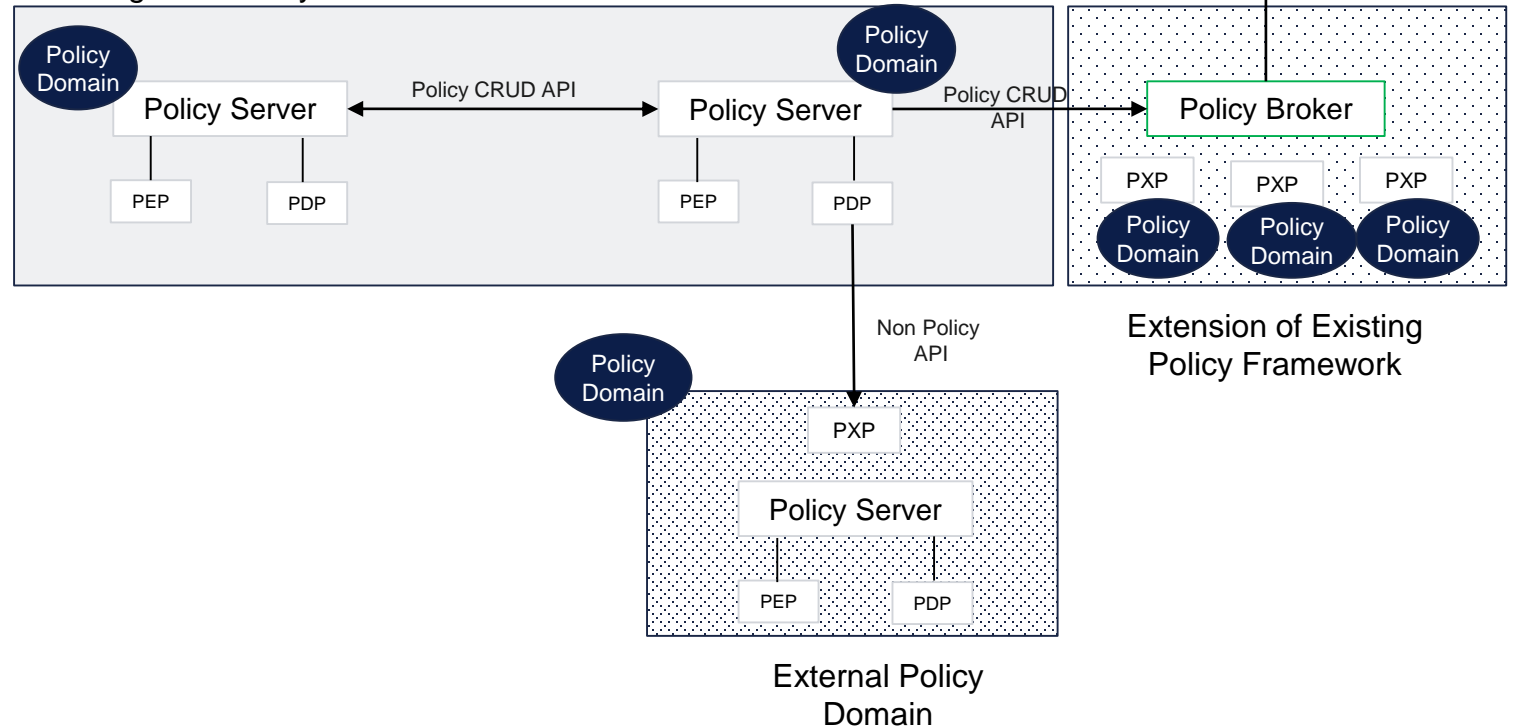 Policy
Domain
Policy Server
Policy CRUD API
Policy
Domain
Policy Server
Policy CRUD
API
Policy Broker
PEP
PDP
PEP
PDP
PXP
PXP
PXP
Policy
Domain
Policy
Domain
Policy
Domain
Non Policy
API
Extension of Existing
Policy Framework
Policy
Domain
PXP
Policy Server
PEP
PDP
External Policy
Domain